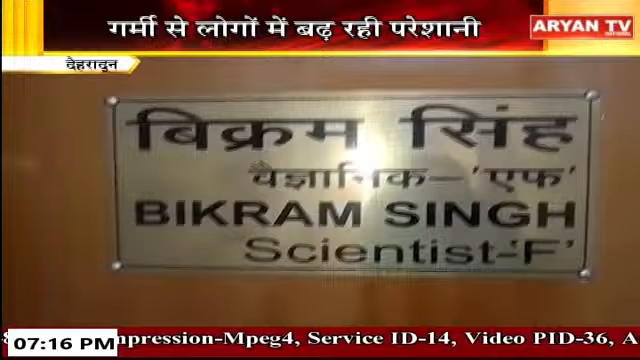 गर्मी से लोगों में बढ़ रही परेशानी
ARYAN TV
देहरादून
बिक्रम सिंह
वैज्ञानिक–'एफ'
BIKRAM SINGH
Scientist-'F'
07:16 PM
mpression-Mpeg4, Service ID-14, Video PID-36, A